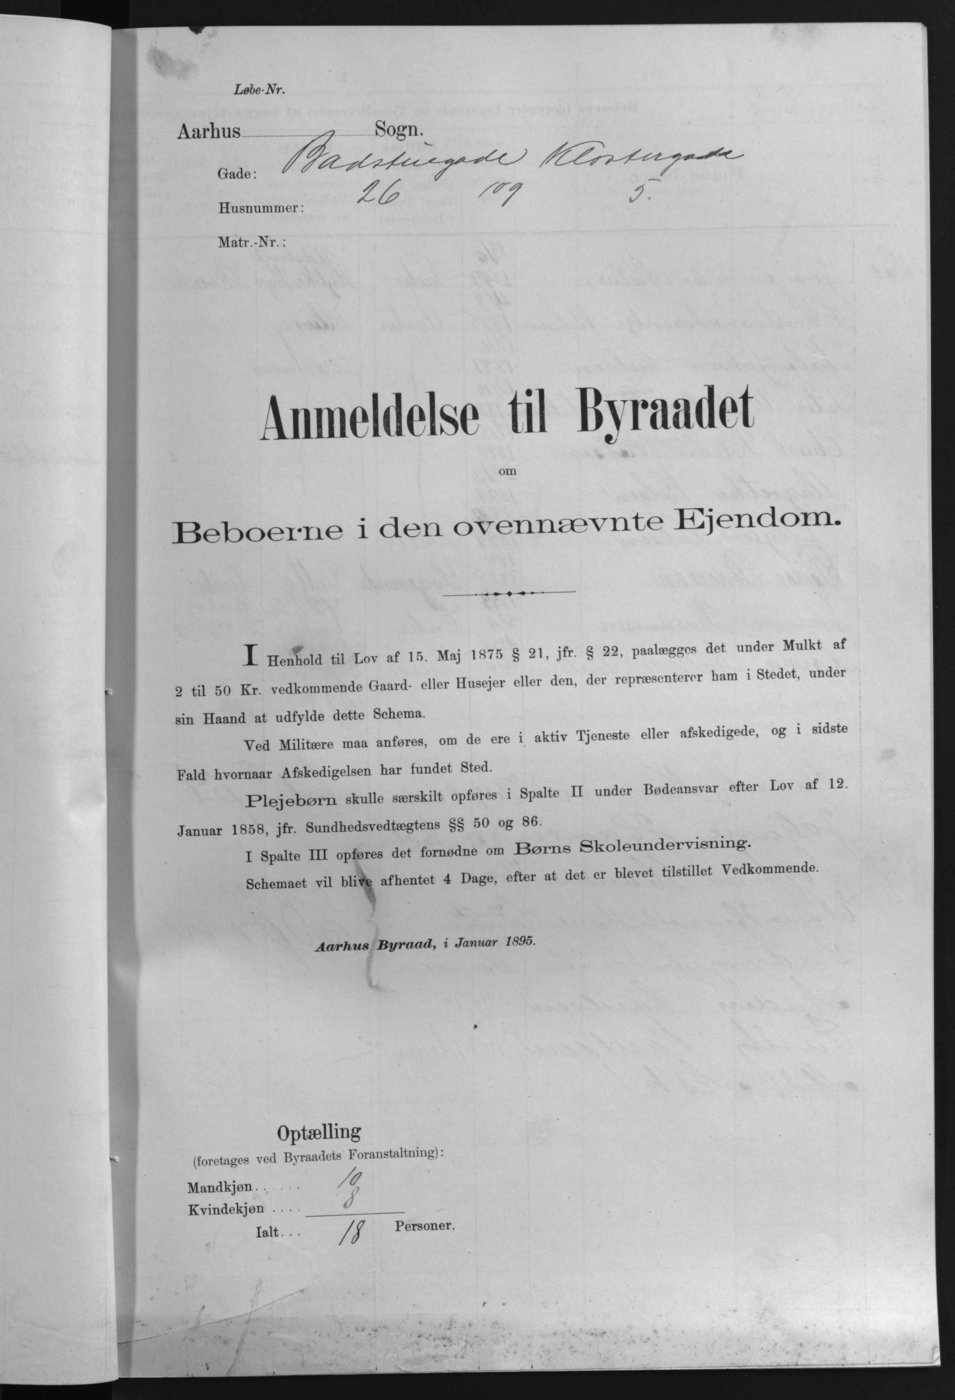 Løbe-Nr.
Aarhus Sogn.
Gade: Badstuegade Klostergade
Husnummer: 26 og 5.
Matr.-Nr.:
Anmeldelse til Byraadet
om
Beboerne i den ovennævnte Ejendom.
I Henhold til Lov af 15. Maj 1875 § 21, jfr. § 22, paalægges det under Mulkt af
2 til 50 Kr. vedkommende Gaard- eller Husejer eller den, der repræsenterer ham i Stedet, under
sin Haand at udfylde dette Schema.
Ved Militære maa anføres, om de ere i aktiv Tjeneste eller afskedigede, og i sidste
Fald hvornaar Afskedigelsen har fundet Sted.
Plejebørn skulle særskilt opføres i Spalte II under Bødeansvar efter Lov af 12.
Januar 1858, jfr. Sundhedsvedtægtens §§ 50 og 86.
I Spalte III opføres det fornødne om Børns Skoleundervisning.
Schemaet vil blive afhentet 4 Dage, efter at det er blevet tilstillet Vedkommende.
Aarhus Byraad, i Januar 1895.
Optælling
(foretages ved Byraadets Foranstaltning):
Mandkjøn...... 10
Kvindekjøn.... 8
Ialt... 18 Personer.